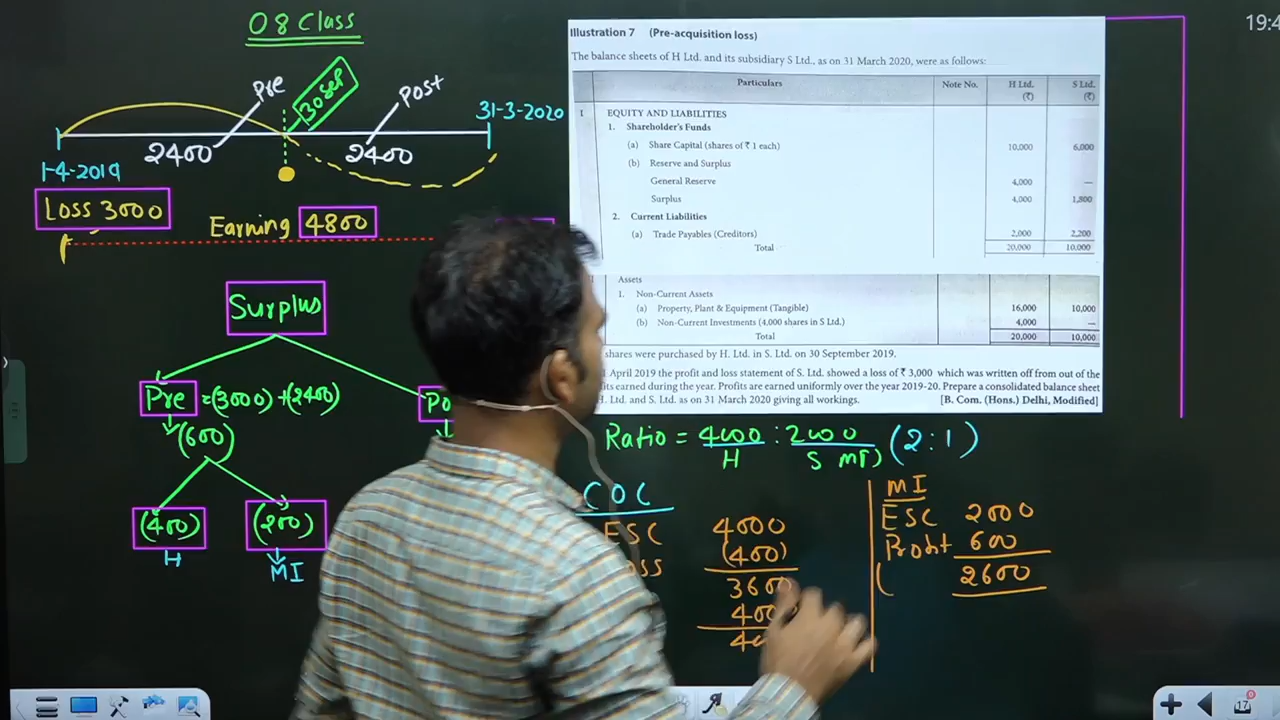 08 Class
19:4
Pre
30 Sep
Post
31-3-2020
2400
2400
1-4-2019
Loss 3000
Earning 4800
Surplus
Pre = (3000) + (2400)
Po
(600)
(400)
(200)
H
MI
Illustration 7 (Pre-acquisition loss)
The balance sheets of H Ltd. and its subsidiary S Ltd., as on 31 March 2020, were as follows:
Particulars Note No. H Ltd. (₹) S Ltd. (₹)
I EQUITY AND LIABILITIES
1. Shareholder's Funds
(a) Share Capital (shares of ₹ 1 each) 10,000 6,000
(b) Reserve and Surplus
General Reserve 4,000 —
Surplus 4,000 1,800
2. Current Liabilities
(a) Trade Payables (Creditors) 2,000 2,200
Total 20,000 10,000
Assets
1. Non-Current Assets
(a) Property, Plant & Equipment (Tangible) 16,000 10,000
(b) Non-Current Investments (4,000 shares in S Ltd.) 4,000 —
Total 20,000 10,000
shares were purchased by H. Ltd. in S. Ltd. on 30 September 2019.
April 2019 the profit and loss statement of S. Ltd. showed a loss of ₹ 3,000 which was written off from out of the
its earned during the year. Profits are earned uniformly over the year 2019-20. Prepare a consolidated balance sheet
. Ltd. and S. Ltd. as on 31 March 2020 giving all workings. [B. Com. (Hons.) Delhi, Modified]
Ratio = 4000 : 2000 (2:1)
H S MI)
COC
ESC 4000
oss (400)
3600
400
40
MI
ESC 2000
Profit 600
( 2600
17